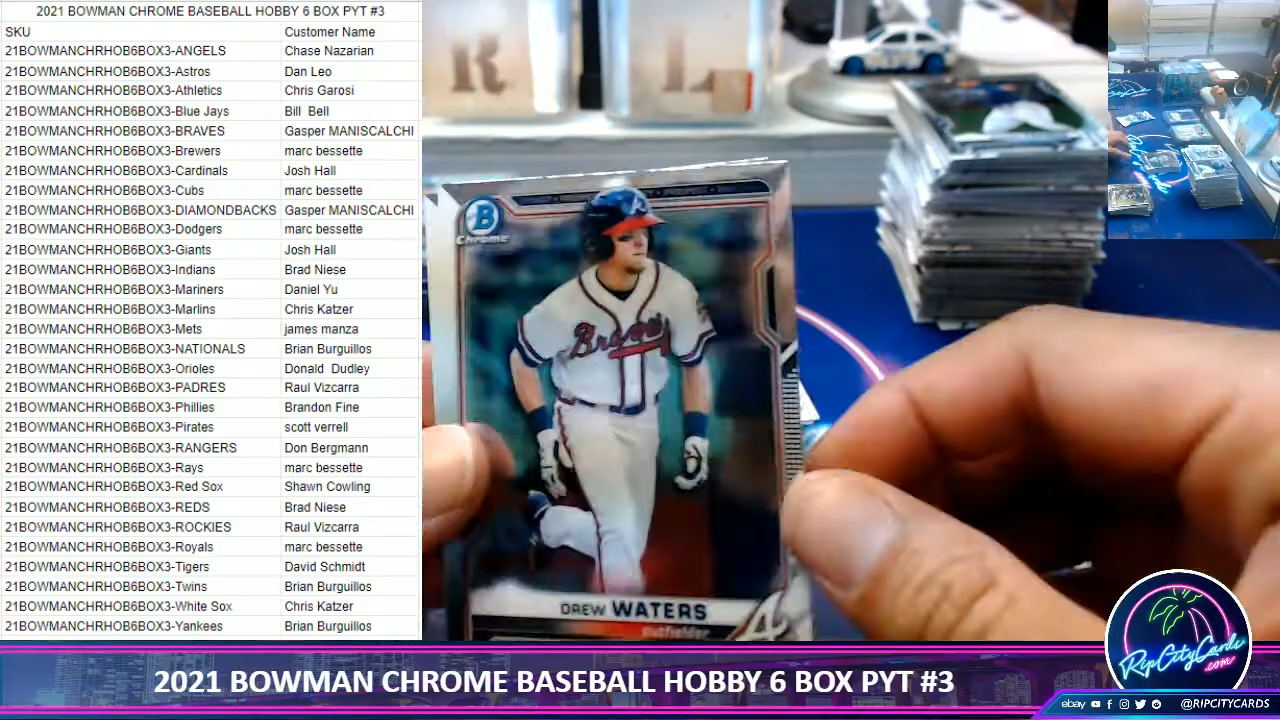 2021 BOWMAN CHROME BASEBALL HOBBY 6 BOX PYT #3
SKU Customer Name
21BOWMANCHRHOB6BOX3-ANGELS Chase Nazarian
21BOWMANCHRHOB6BOX3-Astros Dan Leo
21BOWMANCHRHOB6BOX3-Athletics Chris Garosi
21BOWMANCHRHOB6BOX3-Blue Jays Bill Bell
21BOWMANCHRHOB6BOX3-BRAVES Gasper MANISCALCHI
21BOWMANCHRHOB6BOX3-Brewers marc bessette
21BOWMANCHRHOB6BOX3-Cardinals Josh Hall
21BOWMANCHRHOB6BOX3-Cubs marc bessette
21BOWMANCHRHOB6BOX3-DIAMONDBACKS Gasper MANISCALCHI
21BOWMANCHRHOB6BOX3-Dodgers marc bessette
21BOWMANCHRHOB6BOX3-Giants Josh Hall
21BOWMANCHRHOB6BOX3-Indians Brad Niese
21BOWMANCHRHOB6BOX3-Mariners Daniel Yu
21BOWMANCHRHOB6BOX3-Marlins Chris Katzer
21BOWMANCHRHOB6BOX3-Mets james manza
21BOWMANCHRHOB6BOX3-NATIONALS Brian Burguillos
21BOWMANCHRHOB6BOX3-Orioles Donald Dudley
21BOWMANCHRHOB6BOX3-PADRES Raul Vizcarra
21BOWMANCHRHOB6BOX3-Phillies Brandon Fine
21BOWMANCHRHOB6BOX3-Pirates scott verrell
21BOWMANCHRHOB6BOX3-RANGERS Don Bergmann
21BOWMANCHRHOB6BOX3-Rays marc bessette
21BOWMANCHRHOB6BOX3-Red Sox Shawn Cowling
21BOWMANCHRHOB6BOX3-REDS Brad Niese
21BOWMANCHRHOB6BOX3-ROCKIES Raul Vizcarra
21BOWMANCHRHOB6BOX3-Royals marc bessette
21BOWMANCHRHOB6BOX3-Tigers David Schmidt
21BOWMANCHRHOB6BOX3-Twins Brian Burguillos
21BOWMANCHRHOB6BOX3-White Sox Chris Katzer
21BOWMANCHRHOB6BOX3-Yankees Brian Burguillos
R L
B
Chrome
A
Braves
DREW WATERS
outfielder
A
RipCityCards
.com
2021 BOWMAN CHROME BASEBALL HOBBY 6 BOX PYT #3
ebay @RIPCITYCARDS